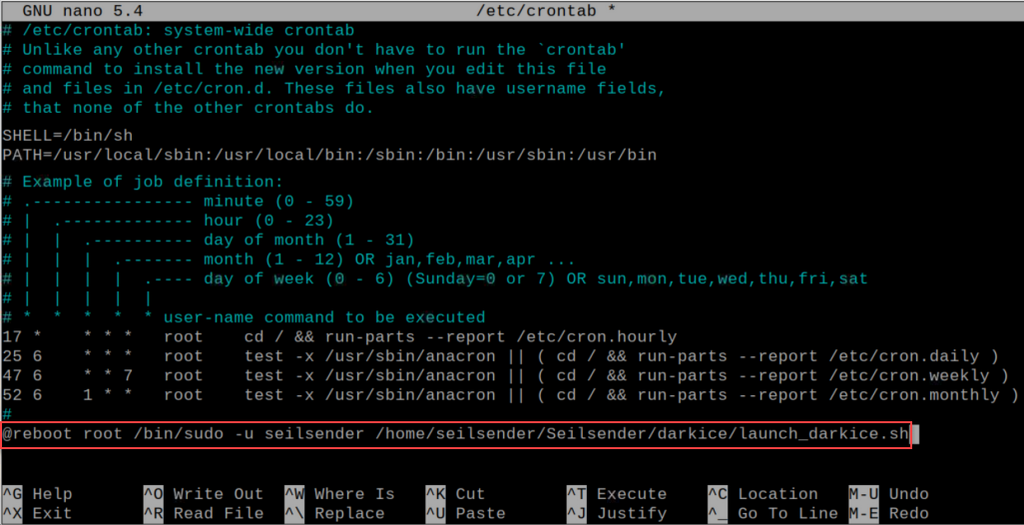 GNU nano 5.4 /etc/crontab *
# /etc/crontab: system-wide crontab
# Unlike any other crontab you don't have to run the `crontab'
# command to install the new version when you edit this file
# and files in /etc/cron.d. These files also have username fields,
# that none of the other crontabs do.
SHELL=/bin/sh
PATH=/usr/local/sbin:/usr/local/bin:/sbin:/bin:/usr/sbin:/usr/bin
# Example of job definition:
# .---------------- minute (0 - 59)
# |  .------------- hour (0 - 23)
# |  |  .---------- day of month (1 - 31)
# |  |  |  .------- month (1 - 12) OR jan,feb,mar,apr ...
# |  |  |  |  .---- day of week (0 - 6) (Sunday=0 or 7) OR sun,mon,tue,wed,thu,fri,sat
# |  |  |  |  |
# *  *  *  *  * user-name command to be executed
17 *    * * *   root    cd / && run-parts --report /etc/cron.hourly
25 6    * * *   root    test -x /usr/sbin/anacron || ( cd / && run-parts --report /etc/cron.daily )
47 6    * * 7   root    test -x /usr/sbin/anacron || ( cd / && run-parts --report /etc/cron.weekly )
52 6    1 * *   root    test -x /usr/sbin/anacron || ( cd / && run-parts --report /etc/cron.monthly )
#
@reboot root /bin/sudo -u seilsender /home/seilsender/Seilsender/darkice/launch_darkice.sh
^G Help ^O Write Out ^W Where Is ^K Cut ^T Execute ^C Location M-U Undo
^X Exit ^R Read File ^\ Replace ^U Paste ^J Justify ^_ Go To Line M-E Redo